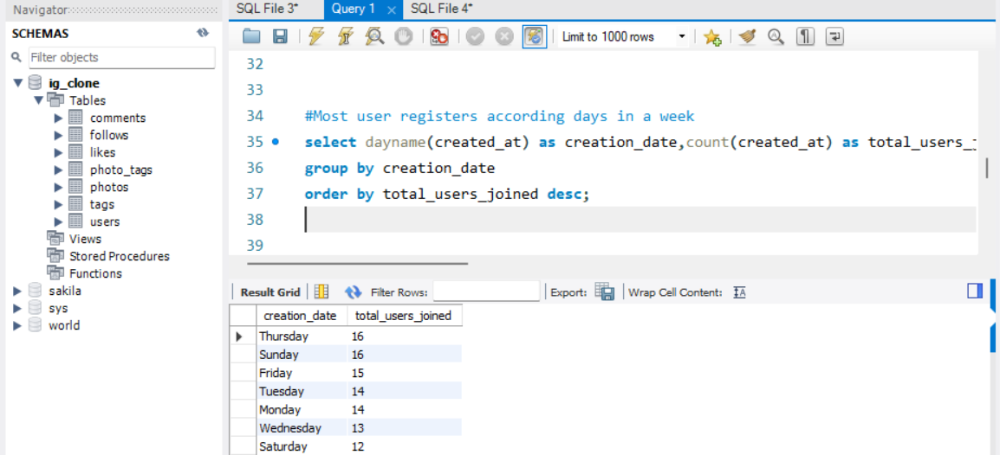 Navigator
SCHEMAS
Filter objects
ig_clone
Tables
comments
follows
likes
photo_tags
photos
tags
users
Views
Stored Procedures
Functions
sakila
sys
world
SQL File 3* Query 1 × SQL File 4*
Limit to 1000 rows
32
33
34 #Most user registers according days in a week
35 select dayname(created_at) as creation_date,count(created_at) as total_users_
36 group by creation_date
37 order by total_users_joined desc;
38
39
Result Grid Filter Rows: Export: Wrap Cell Content: IA
creation_date total_users_joined
Thursday 16
Sunday 16
Friday 15
Tuesday 14
Monday 14
Wednesday 13
Saturday 12